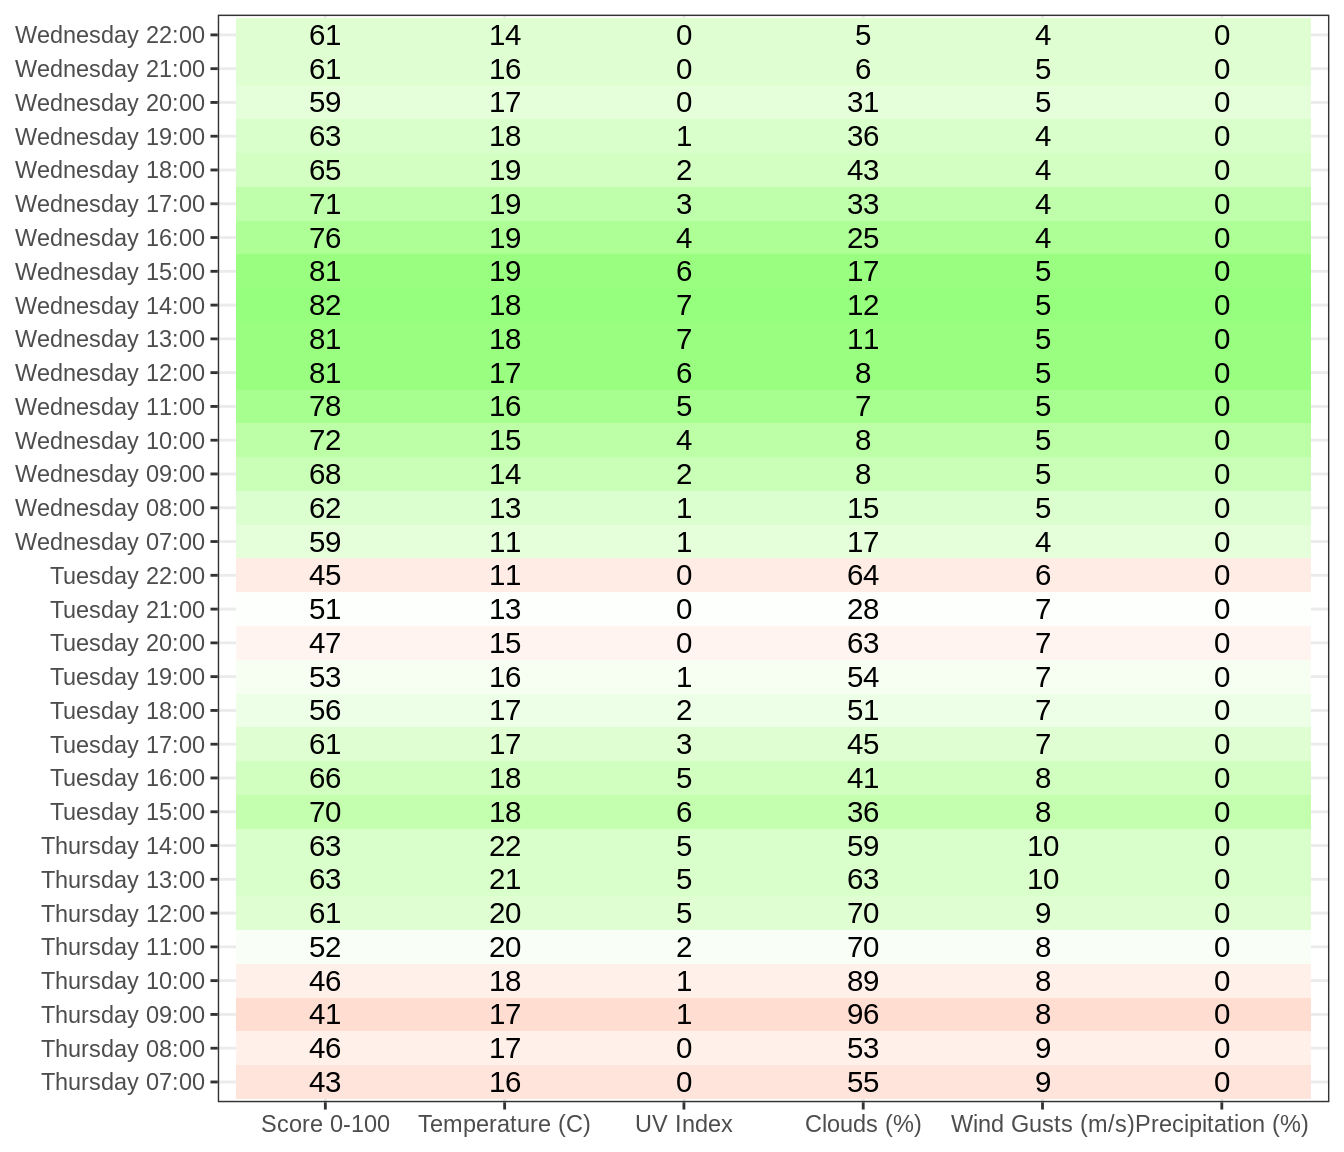 Wednesday 22:00 61 14 0 5 4 0
Wednesday 21:00 61 16 0 6 5 0
Wednesday 20:00 59 17 0 31 5 0
Wednesday 19:00 63 18 1 36 4 0
Wednesday 18:00 65 19 2 43 4 0
Wednesday 17:00 71 19 3 33 4 0
Wednesday 16:00 76 19 4 25 4 0
Wednesday 15:00 81 19 6 17 5 0
Wednesday 14:00 82 18 7 12 5 0
Wednesday 13:00 81 18 7 11 5 0
Wednesday 12:00 81 17 6 8 5 0
Wednesday 11:00 78 16 5 7 5 0
Wednesday 10:00 72 15 4 8 5 0
Wednesday 09:00 68 14 2 8 5 0
Wednesday 08:00 62 13 1 15 5 0
Wednesday 07:00 59 11 1 17 4 0
Tuesday 22:00 45 11 0 64 6 0
Tuesday 21:00 51 13 0 28 7 0
Tuesday 20:00 47 15 0 63 7 0
Tuesday 19:00 53 16 1 54 7 0
Tuesday 18:00 56 17 2 51 7 0
Tuesday 17:00 61 17 3 45 7 0
Tuesday 16:00 66 18 5 41 8 0
Tuesday 15:00 70 18 6 36 8 0
Thursday 14:00 63 22 5 59 10 0
Thursday 13:00 63 21 5 63 10 0
Thursday 12:00 61 20 5 70 9 0
Thursday 11:00 52 20 2 70 8 0
Thursday 10:00 46 18 1 89 8 0
Thursday 09:00 41 17 1 96 8 0
Thursday 08:00 46 17 0 53 9 0
Thursday 07:00 43 16 0 55 9 0
Score 0-100 Temperature (C) UV Index Clouds (%) Wind Gusts (m/s) Precipitation (%)